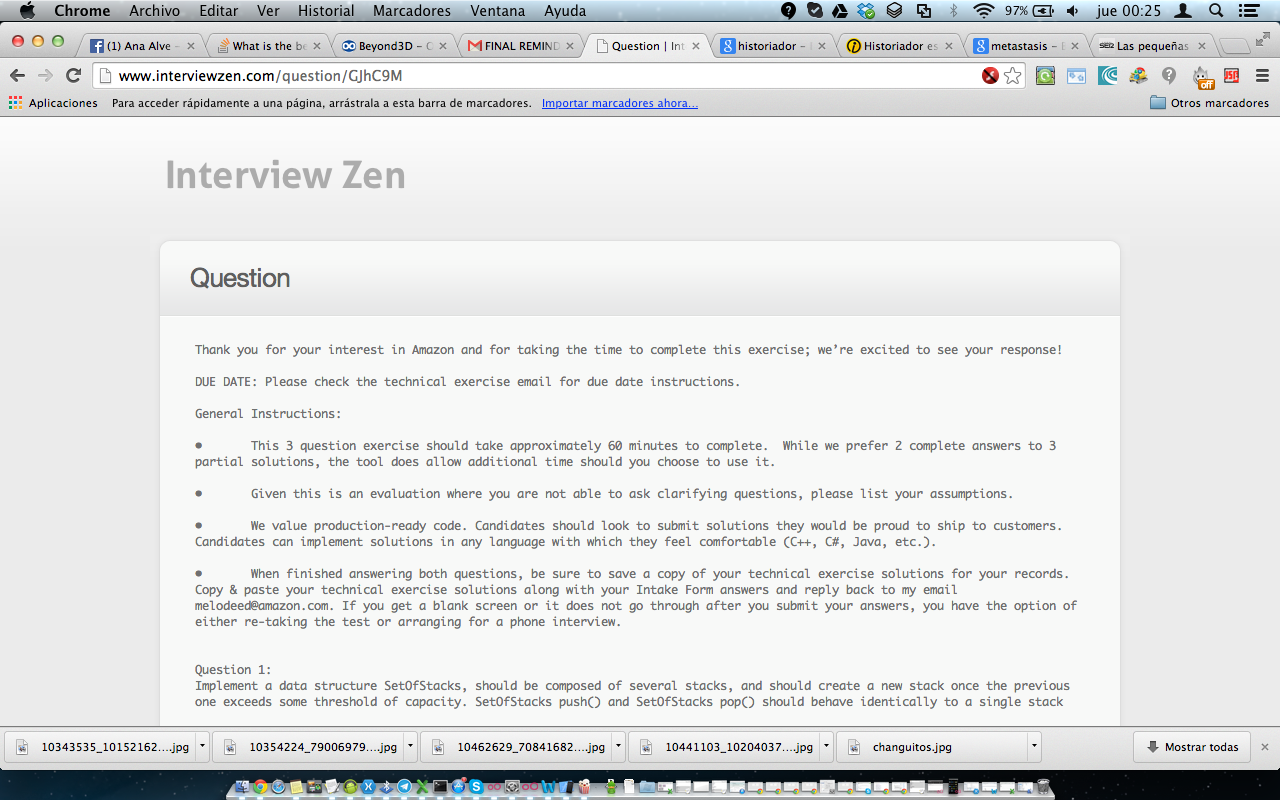 Chrome Archivo Editar Ver Historial Marcadores Ventana Ayuda 97% jue 00:25
(1) Ana Alve – What is the be Beyond3D – C FINAL REMIND Question | Int historiador – Historiador es metastasis – Las pequeñas
www.interviewzen.com/question/GJhC9M
Aplicaciones Para acceder rápidamente a una página, arrástrala a esta barra de marcadores. Importar marcadores ahora... Otros marcadores
Interview Zen
Question
Thank you for your interest in Amazon and for taking the time to complete this exercise; we’re excited to see your response!
DUE DATE: Please check the technical exercise email for due date instructions.
General Instructions:
• This 3 question exercise should take approximately 60 minutes to complete. While we prefer 2 complete answers to 3
partial solutions, the tool does allow additional time should you choose to use it.
• Given this is an evaluation where you are not able to ask clarifying questions, please list your assumptions.
• We value production-ready code. Candidates should look to submit solutions they would be proud to ship to customers.
Candidates can implement solutions in any language with which they feel comfortable (C++, C#, Java, etc.).
• When finished answering both questions, be sure to save a copy of your technical exercise solutions for your records.
Copy & paste your technical exercise solutions along with your Intake Form answers and reply back to my email
melodeed@amazon.com. If you get a blank screen or it does not go through after you submit your answers, you have the option of
either re-taking the test or arranging for a phone interview.
Question 1:
Implement a data structure SetOfStacks, should be composed of several stacks, and should create a new stack once the previous
one exceeds some threshold of capacity. SetOfStacks push() and SetOfStacks pop() should behave identically to a single stack
10343535_10152162....jpg 10354224_79006979....jpg 10462629_70841682....jpg 10441103_10204037....jpg changuitos.jpg Mostrar todas